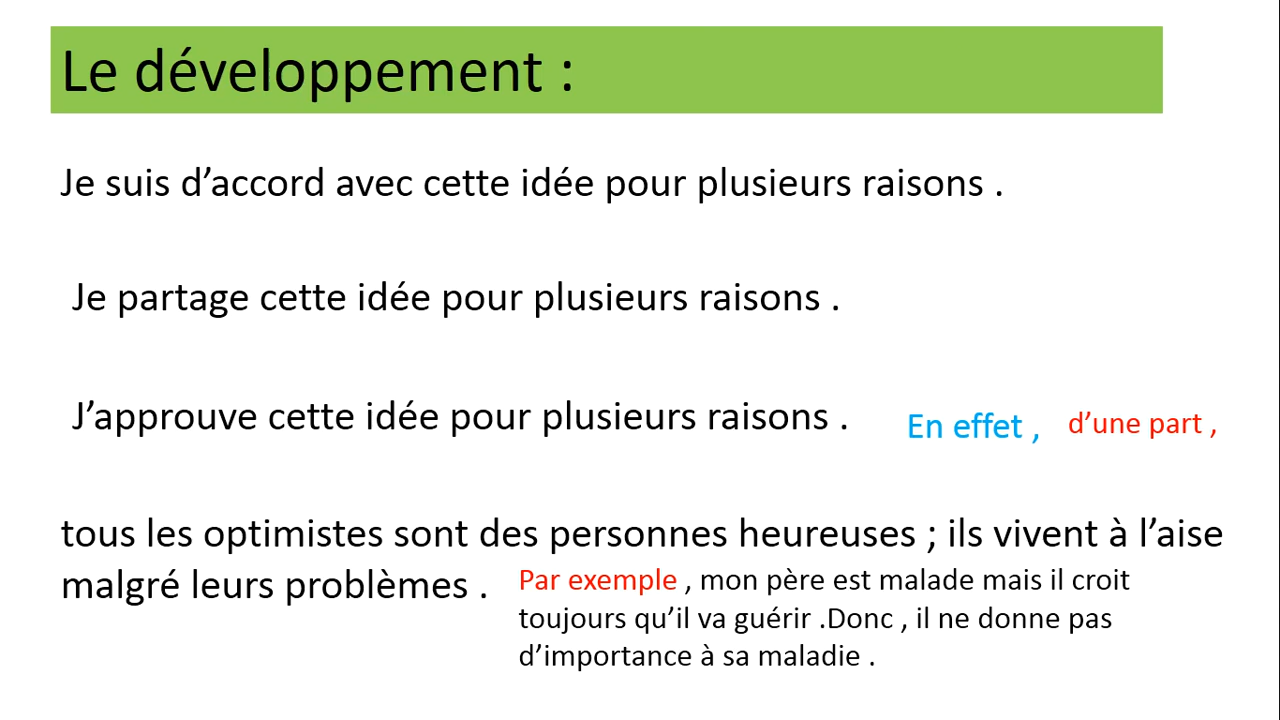 Le développement :
Je suis d’accord avec cette idée pour plusieurs raisons .
Je partage cette idée pour plusieurs raisons .
J’approuve cette idée pour plusieurs raisons . En effet , d’une part ,
tous les optimistes sont des personnes heureuses ; ils vivent à l’aise
malgré leurs problèmes . Par exemple , mon père est malade mais il croit
toujours qu’il va guérir .Donc , il ne donne pas
d’importance à sa maladie .